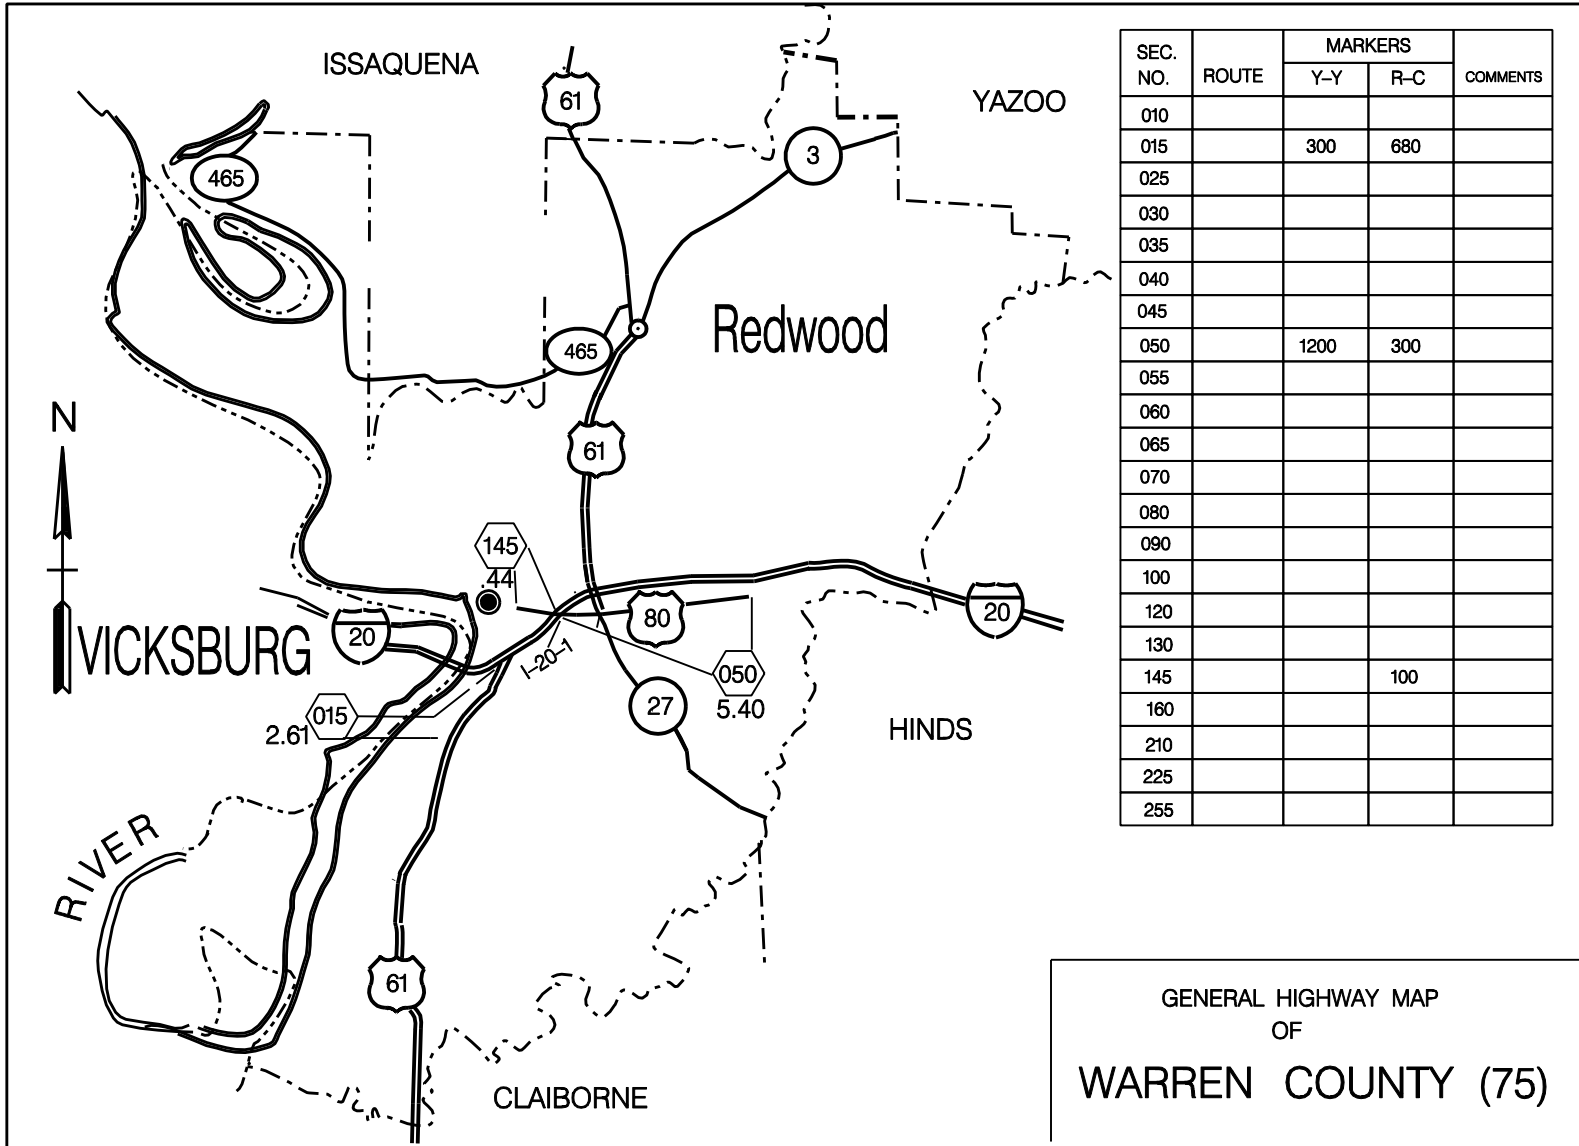 ISSAQUENA
61
YAZOO
3
465
Redwood
465
N
61
145
.44
20
80
20
VICKSBURG
I-20-1
050
5.40
27
015
2.61
HINDS
RIVER
61
CLAIBORNE
SEC. NO. ROUTE MARKERS COMMENTS
Y-Y R-C
010
015 300 680
025
030
035
040
045
050 1200 300
055
060
065
070
080
090
100
120
130
145 100
160
210
225
255
GENERAL HIGHWAY MAP
OF
WARREN COUNTY (75)